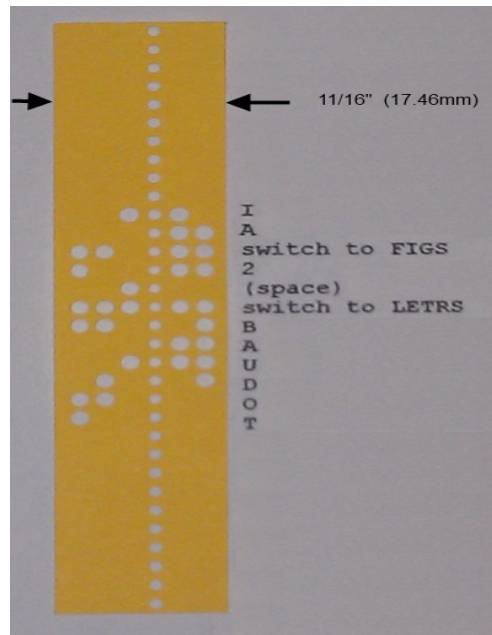 11/16" (17.46mm)
I
A
switch to FIGS
2
(space)
switch to LETRS
B
A
U
D
O
T